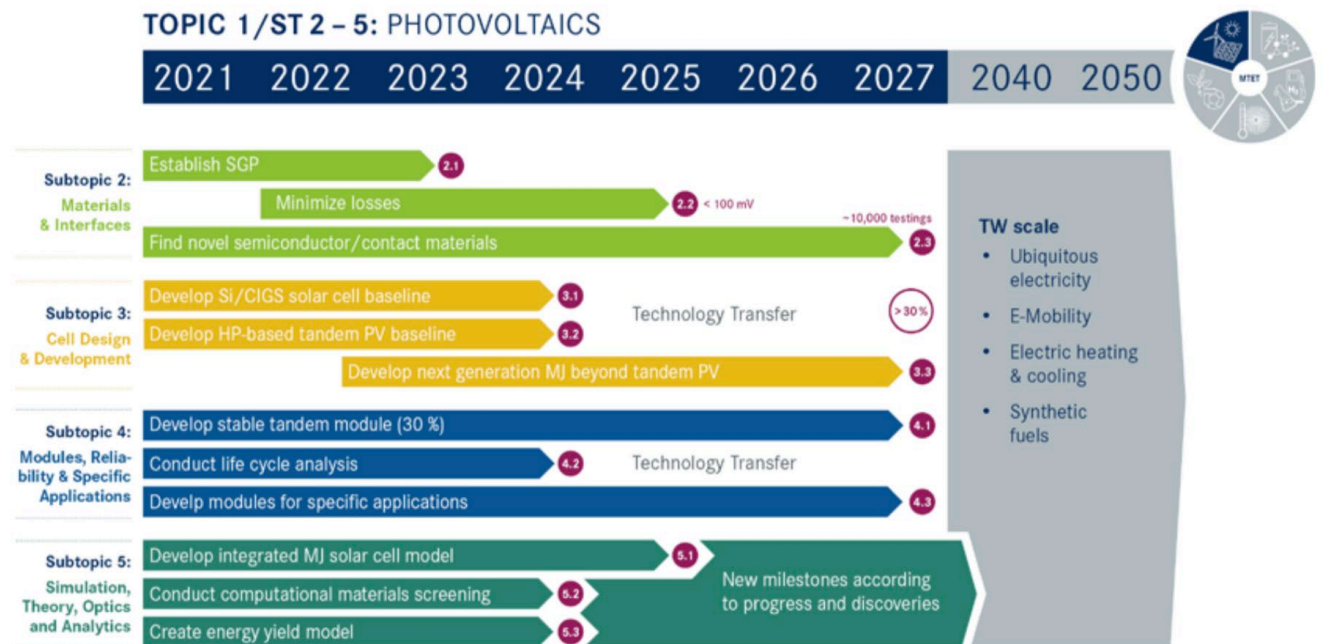 TOPIC 1/ST 2 – 5: PHOTOVOLTAICS
2021 2022 2023 2024 2025 2026 2027 2040 2050
MTET
Subtopic 2:
Materials
& Interfaces
Establish SGP
2.1
Minimize losses
2.2 < 100 mV
~10,000 testings
Find novel semiconductor/contact materials
2.3
Subtopic 3:
Cell Design
& Development
Develop Si/CIGS solar cell baseline
3.1
Technology Transfer
>30 %
Develop HP-based tandem PV baseline
3.2
Develop next generation MJ beyond tandem PV
3.3
Subtopic 4:
Modules, Relia-
bility & Specific
Applications
Develop stable tandem module (30 %)
4.1
Conduct life cycle analysis
4.2
Technology Transfer
Develp modules for specific applications
4.3
Subtopic 5:
Simulation,
Theory, Optics
and Analytics
Develop integrated MJ solar cell model
5.1
Conduct computational materials screening
5.2
Create energy yield model
5.3
New milestones according
to progress and discoveries
TW scale
• Ubiquitous
electricity
• E-Mobility
• Electric heating
& cooling
• Synthetic
fuels
H₂